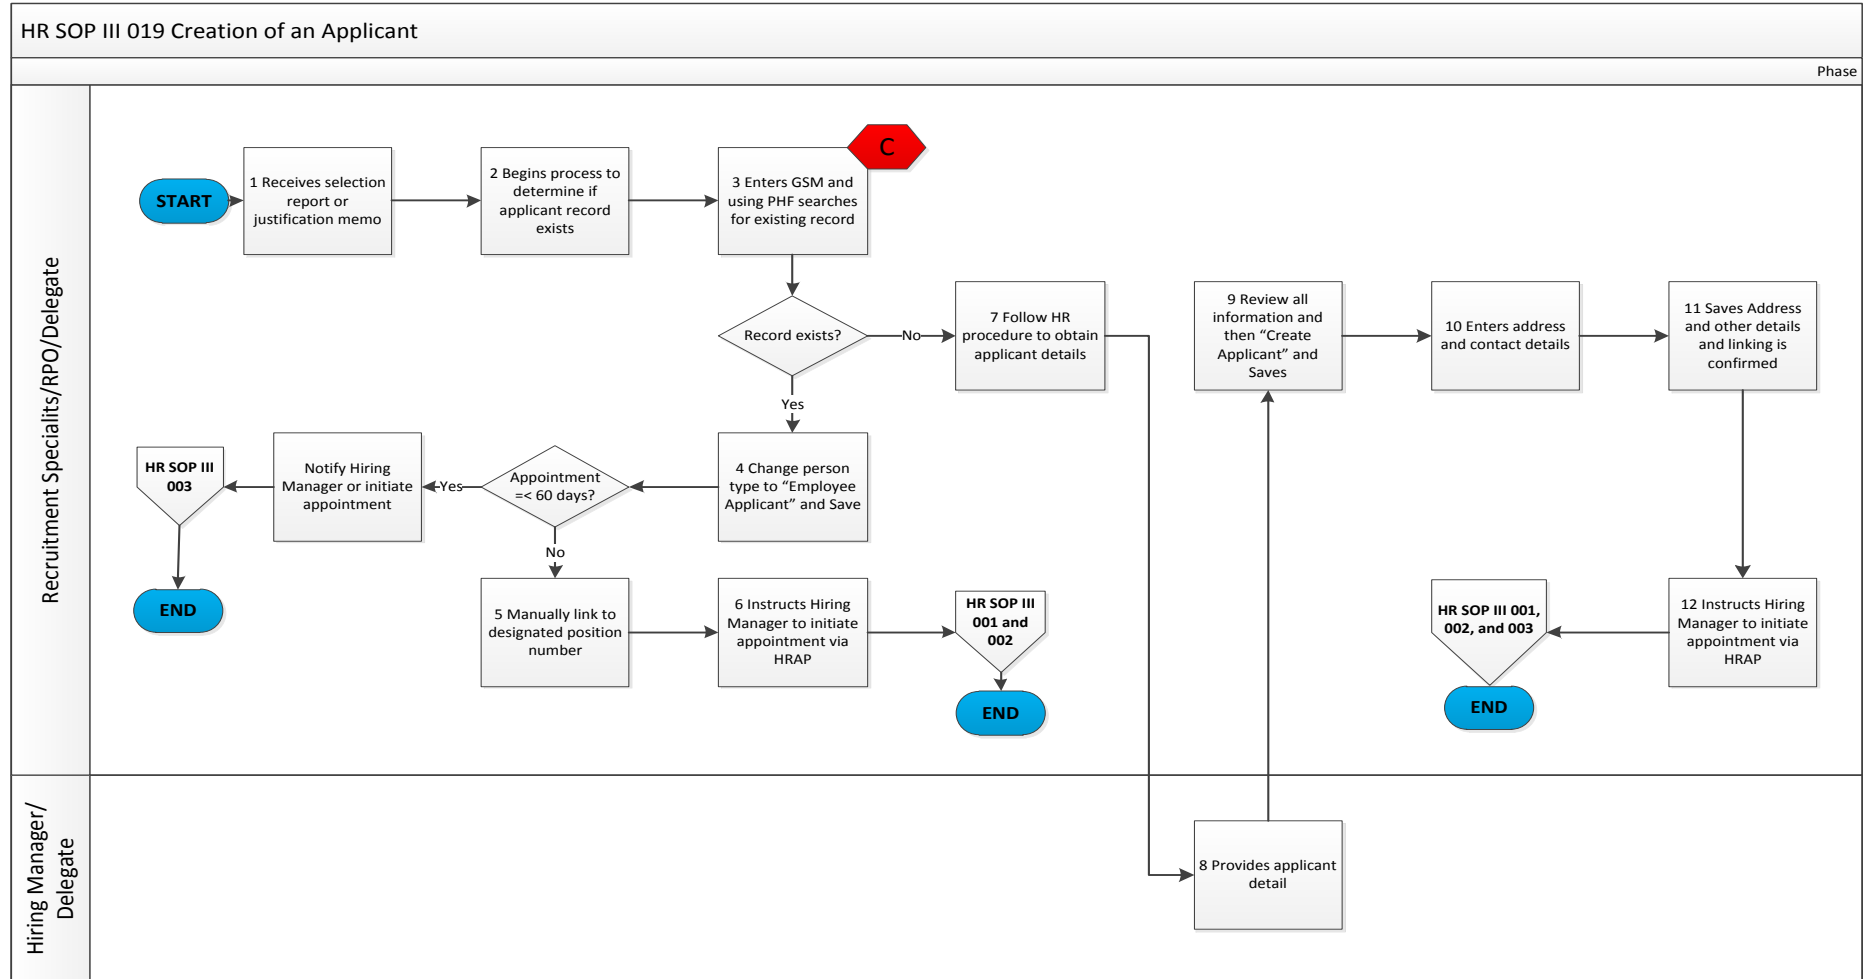 HR SOP III 019 Creation of an Applicant
Phase
Recruitment Specialits/RPO/Delegate
START
1 Receives selection
report or
justification memo
2 Begins process to
determine if
applicant record
exists
3 Enters GSM and
using PHF searches
for existing record
C
Record exists?
No
Yes
7 Follow HR
procedure to obtain
applicant details
9 Review all
information and
then “Create
Applicant” and
Saves
10 Enters address
and contact details
11 Saves Address
and other details
and linking is
confirmed
4 Change person
type to “Employee
Applicant” and Save
Appointment
=< 60 days?
Yes
No
Notify Hiring
Manager or initiate
appointment
HR SOP III
003
END
5 Manually link to
designated position
number
6 Instructs Hiring
Manager to initiate
appointment via
HRAP
HR SOP III
001 and
002
END
12 Instructs Hiring
Manager to initiate
appointment via
HRAP
HR SOP III 001,
002, and 003
END
Hiring Manager/
Delegate
8 Provides applicant
detail